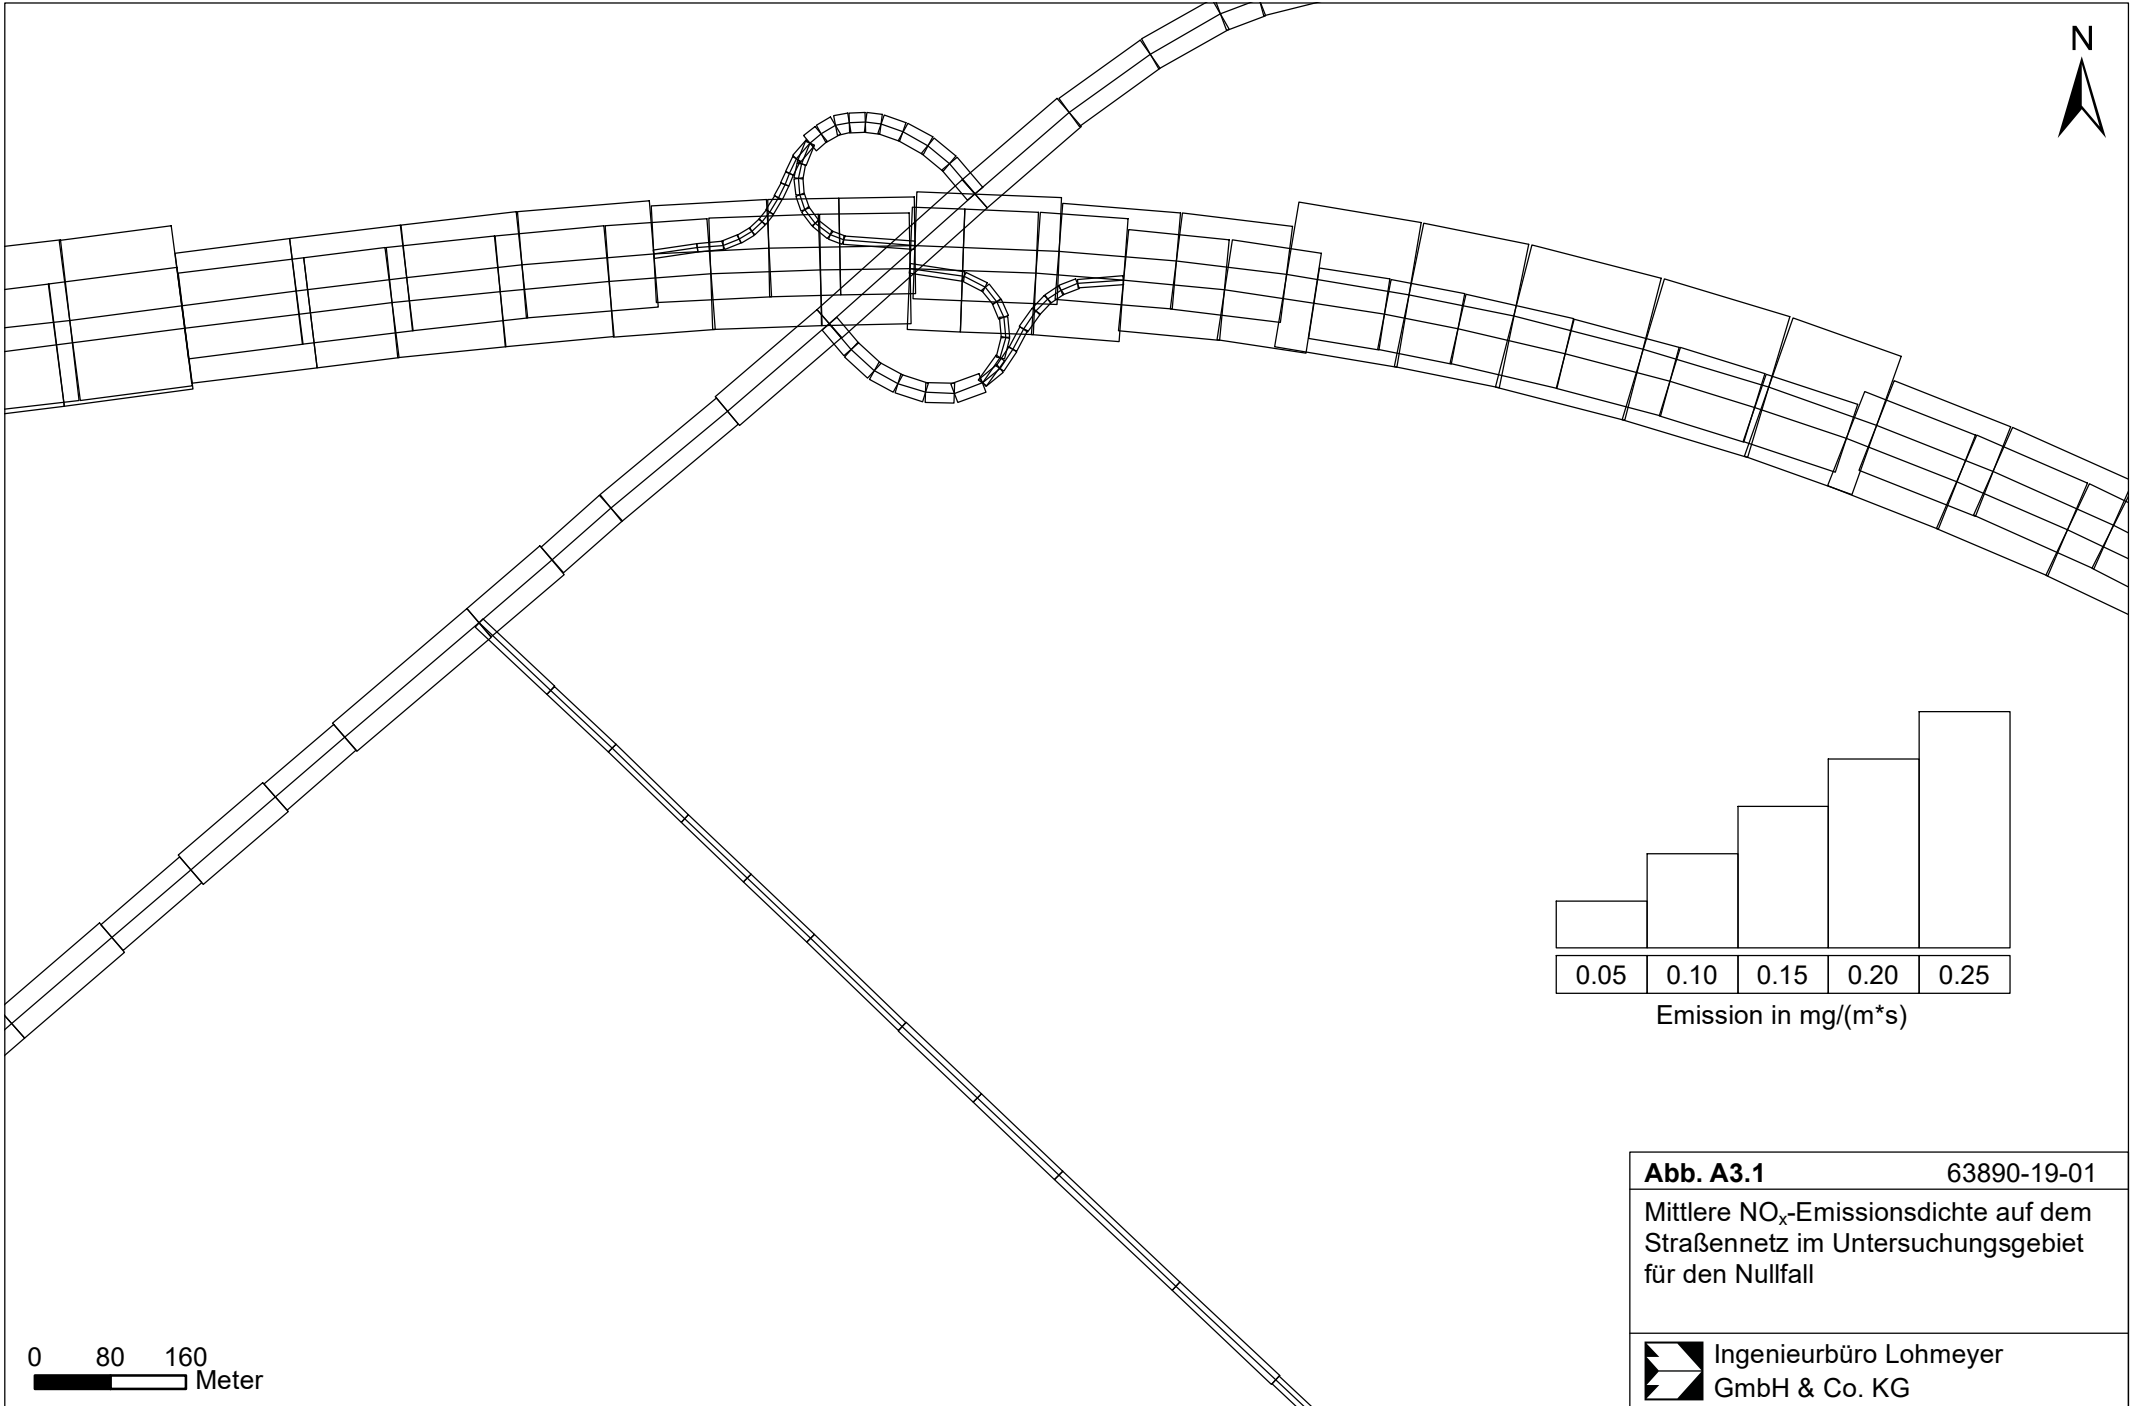 N
0.05 0.10 0.15 0.20 0.25
Emission in mg/(m*s)
Abb. A3.1 63890-19-01
Mittlere NOₓ-Emissionsdichte auf dem
Straßennetz im Untersuchungsgebiet
für den Nullfall
0 80 160
Meter
Ingenieurbüro Lohmeyer
GmbH & Co. KG